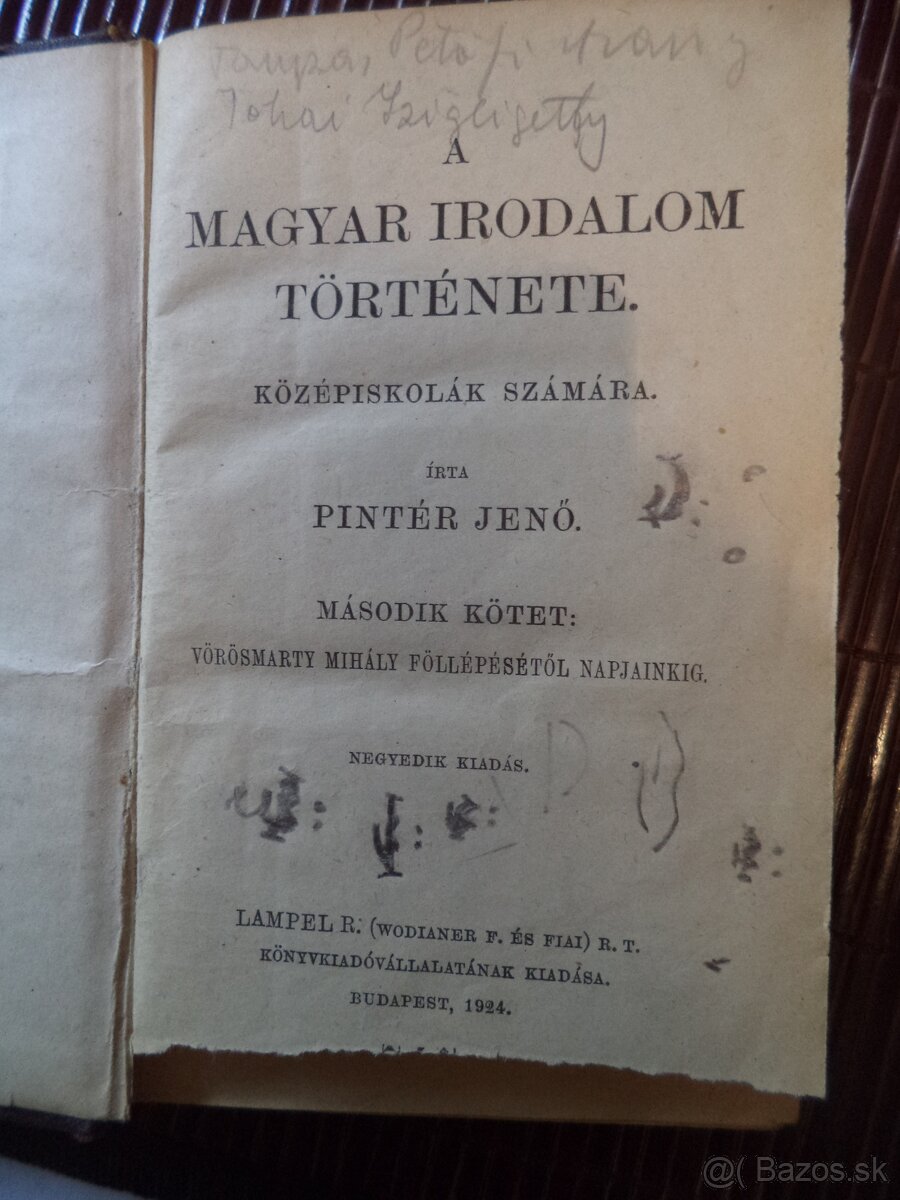 Tompa, Petőfi Arany
Jokai Szigligetty
A
MAGYAR IRODALOM
TÖRTÉNETE.
KÖZÉPISKOLÁK SZÁMÁRA.
ÍRTA
PINTÉR JENŐ.
MÁSODIK KÖTET:
VÖRÖSMARTY MIHÁLY FÖLLÉPÉSÉTŐL NAPJAINKIG.
NEGYEDIK KIADÁS.
LAMPEL R. (WODIANER F. ÉS FIAI) R. T.
KÖNYVKIADÓVÁLLALATÁNAK KIADÁSA.
BUDAPEST, 1924.
@( Bazos.sk